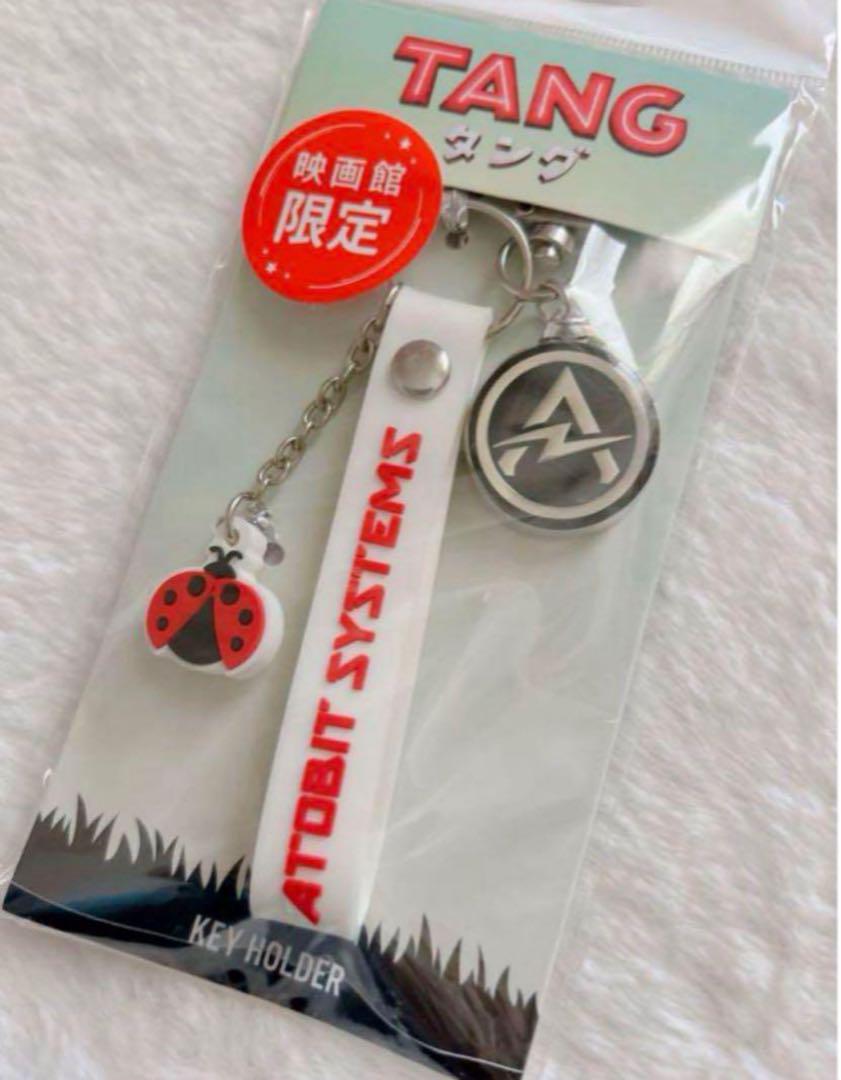 TANG
タング
映画館
限定
ATOBIT SYSTEMS
KEY HOLDER